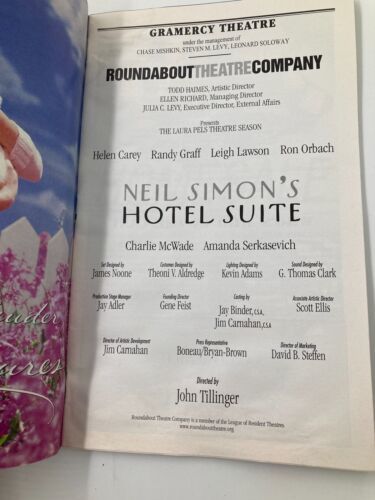 GRAMERCY THEATRE
under the management of
CHASE MISHKIN, STEVEN M. LEVY, LEONARD SOLOWAY
ROUNDABOUTTHEATRECOMPANY
TODD HAIMES, Artistic Director
ELLEN RICHARD, Managing Director
JULIA C. LEVY, Executive Director, External Affairs
Presents
THE LAURA PELS THEATRE SEASON
Helen Carey Randy Graff Leigh Lawson Ron Orbach
NEIL SIMON'S
HOTEL SUITE
Charlie McWade Amanda Serkasevich
Set Designed by Costumes Designed by Lighting Designed by Sound Designed by
James Noone Theoni V. Aldredge Kevin Adams G. Thomas Clark
Production Stage Manager Founding Director Casting by Associate Artistic Director
Jay Adler Gene Feist Jay Binder, C.S.A. Scott Ellis
Jim Carnahan, C.S.A.
Director of Artistic Development Press Representative Director of Marketing
Jim Carnahan Boneau/Bryan-Brown David B. Steffen
Directed by
John Tillinger
Roundabout Theatre Company is a member of the League of Resident Theatres.
www.roundabouttheatre.org